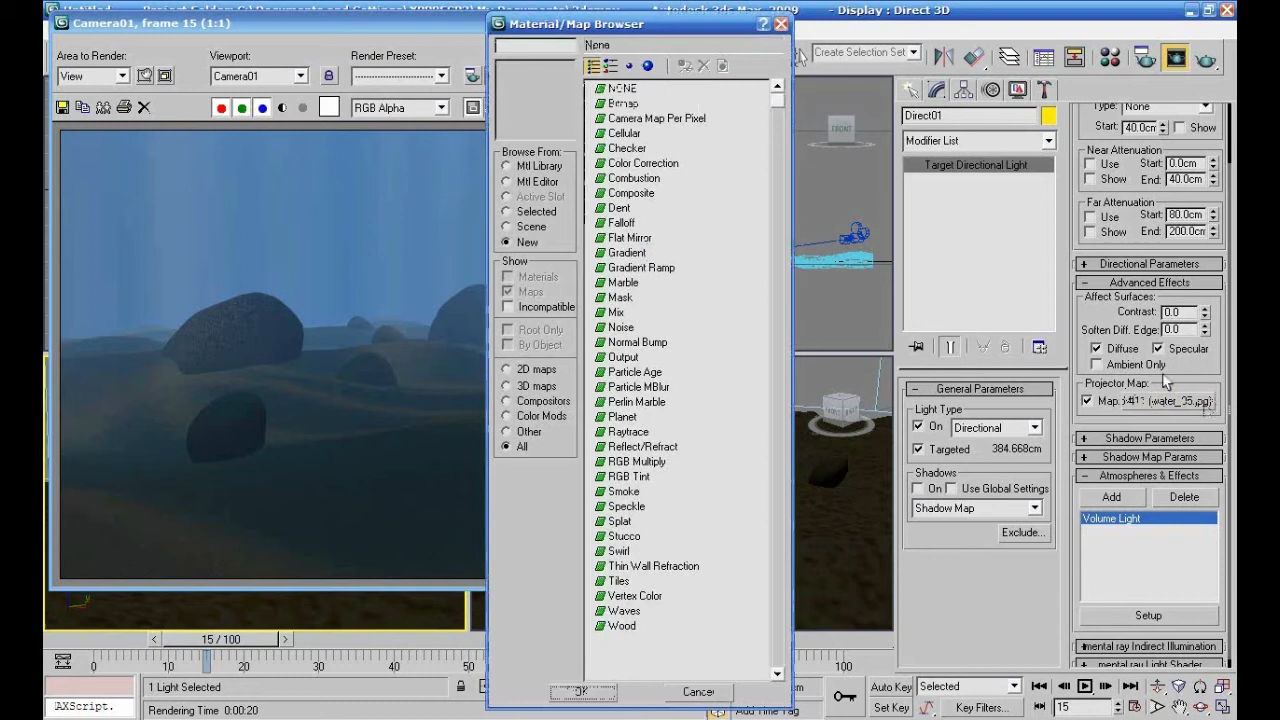 Camera01, frame 15 (1:1)
Material/Map Browser
- Display : Direct 3D
Area to Render:
Viewport:
Render Preset:
View
Camera01
RGB Alpha
None
Create Selection Set
Browse From:
Mtl Library
Mtl Editor
Active Slot
Selected
Scene
New
Show
Materials
Maps
Incompatible
Root Only
By Object
2D maps
3D maps
Compositors
Color Mods
Other
All
NONE
Bitmap
Camera Map Per Pixel
Cellular
Checker
Color Correction
Combustion
Composite
Dent
Falloff
Flat Mirror
Gradient
Gradient Ramp
Marble
Mask
Mix
Noise
Normal Bump
Output
Particle Age
Particle MBlur
Perlin Marble
Planet
Raytrace
Reflect/Refract
RGB Multiply
RGB Tint
Smoke
Speckle
Splat
Stucco
Swirl
Thin Wall Refraction
Tiles
Vertex Color
Waves
Wood
OK
Cancel
FRONT
Direct01
Modifier List
Target Directional Light
General Parameters
Light Type
On
Directional
Targeted
384.668cm
Shadows
On
Use Global Settings
Shadow Map
Exclude...
Type: None
Start: 40.0cm
Show
Near Attenuation
Use
Start: 0.0cm
Show
End: 40.0cm
Far Attenuation
Use
Start: 80.0cm
Show
End: 200.0cm
Directional Parameters
Advanced Effects
Affect Surfaces:
Contrast: 0.0
Soften Diff. Edge: 0.0
Diffuse
Specular
Ambient Only
Projector Map:
Map:
Shadow Parameters
Shadow Map Params
Atmospheres & Effects
Add
Delete
Volume Light
Setup
mental ray Indirect Illumination
mental ray Light Shader
15 / 100
0 10 20 30 40 50 100
1 Light Selected
Rendering Time 0:00:20
AXScript.
Add Time Tag
Auto Key
Selected
Set Key
Key Filters...
15